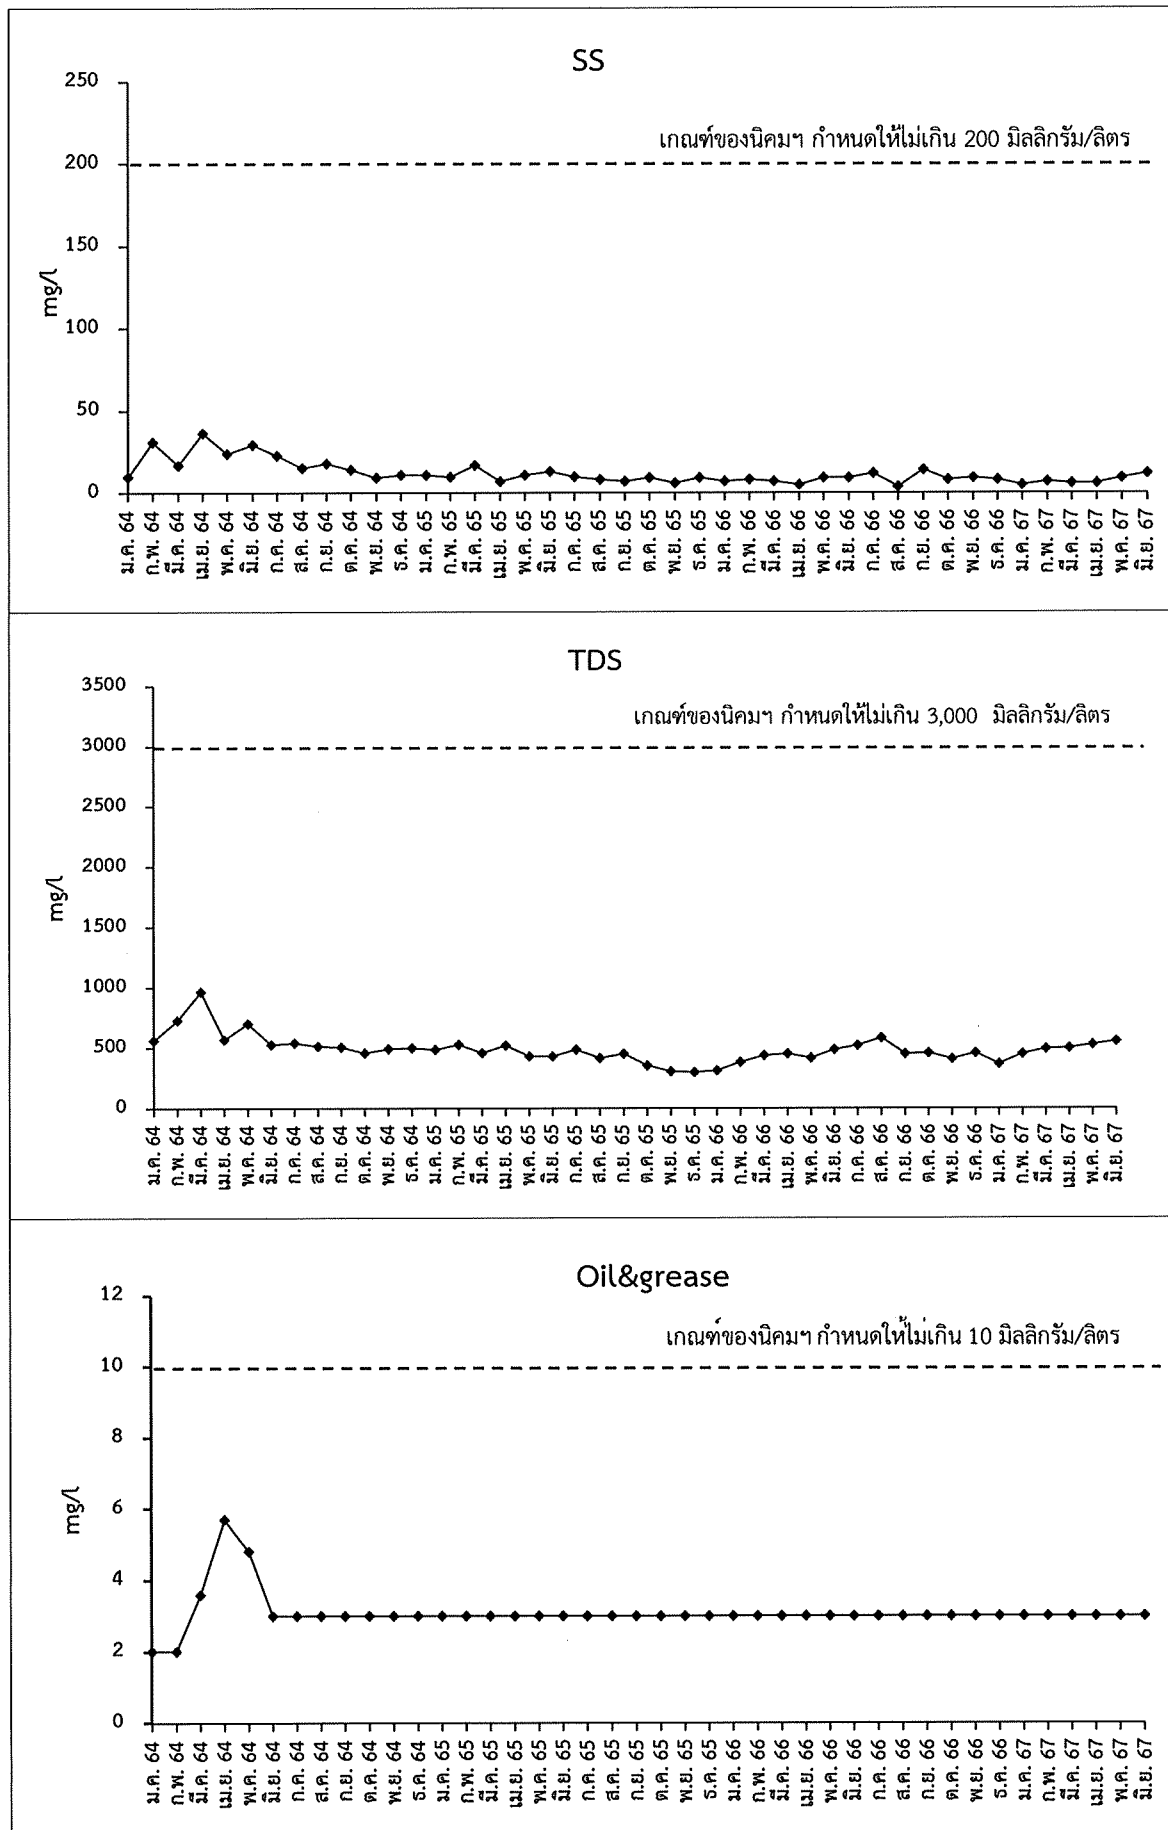 SS
250
200
150
100
50
0
mg/l
เกณฑ์ของนิคมฯ กำหนดให้ไม่เกิน 200 มิลลิกรัม/ลิตร
ม.ค. 64
ก.พ. 64
มี.ค. 64
เม.ย. 64
พ.ค. 64
มิ.ย. 64
ก.ค. 64
ส.ค. 64
ก.ย. 64
ต.ค. 64
พ.ย. 64
ธ.ค. 64
ม.ค. 65
ก.พ. 65
มี.ค. 65
เม.ย. 65
พ.ค. 65
มิ.ย. 65
ก.ค. 65
ส.ค. 65
ก.ย. 65
ต.ค. 65
พ.ย. 65
ธ.ค. 65
ม.ค. 66
ก.พ. 66
มี.ค. 66
เม.ย. 66
พ.ค. 66
มิ.ย. 66
ก.ค. 66
ส.ค. 66
ก.ย. 66
ต.ค. 66
พ.ย. 66
ธ.ค. 66
ม.ค. 67
ก.พ. 67
มี.ค. 67
เม.ย. 67
พ.ค. 67
มิ.ย. 67
TDS
3500
3000
2500
2000
1500
1000
500
0
mg/l
เกณฑ์ของนิคมฯ กำหนดให้ไม่เกิน 3,000 มิลลิกรัม/ลิตร
ม.ค. 64
ก.พ. 64
มี.ค. 64
เม.ย. 64
พ.ค. 64
มิ.ย. 64
ก.ค. 64
ส.ค. 64
ก.ย. 64
ต.ค. 64
พ.ย. 64
ธ.ค. 64
ม.ค. 65
ก.พ. 65
มี.ค. 65
เม.ย. 65
พ.ค. 65
มิ.ย. 65
ก.ค. 65
ส.ค. 65
ก.ย. 65
ต.ค. 65
พ.ย. 65
ธ.ค. 65
ม.ค. 66
ก.พ. 66
มี.ค. 66
เม.ย. 66
พ.ค. 66
มิ.ย. 66
ก.ค. 66
ส.ค. 66
ก.ย. 66
ต.ค. 66
พ.ย. 66
ธ.ค. 66
ม.ค. 67
ก.พ. 67
มี.ค. 67
เม.ย. 67
พ.ค. 67
มิ.ย. 67
Oil&grease
12
10
8
6
4
2
0
mg/l
เกณฑ์ของนิคมฯ กำหนดให้ไม่เกิน 10 มิลลิกรัม/ลิตร
ม.ค. 64
ก.พ. 64
มี.ค. 64
เม.ย. 64
พ.ค. 64
มิ.ย. 64
ก.ค. 64
ส.ค. 64
ก.ย. 64
ต.ค. 64
พ.ย. 64
ธ.ค. 64
ม.ค. 65
ก.พ. 65
มี.ค. 65
เม.ย. 65
พ.ค. 65
มิ.ย. 65
ก.ค. 65
ส.ค. 65
ก.ย. 65
ต.ค. 65
พ.ย. 65
ธ.ค. 65
ม.ค. 66
ก.พ. 66
มี.ค. 66
เม.ย. 66
พ.ค. 66
มิ.ย. 66
ก.ค. 66
ส.ค. 66
ก.ย. 66
ต.ค. 66
พ.ย. 66
ธ.ค. 66
ม.ค. 67
ก.พ. 67
มี.ค. 67
เม.ย. 67
พ.ค. 67
มิ.ย. 67